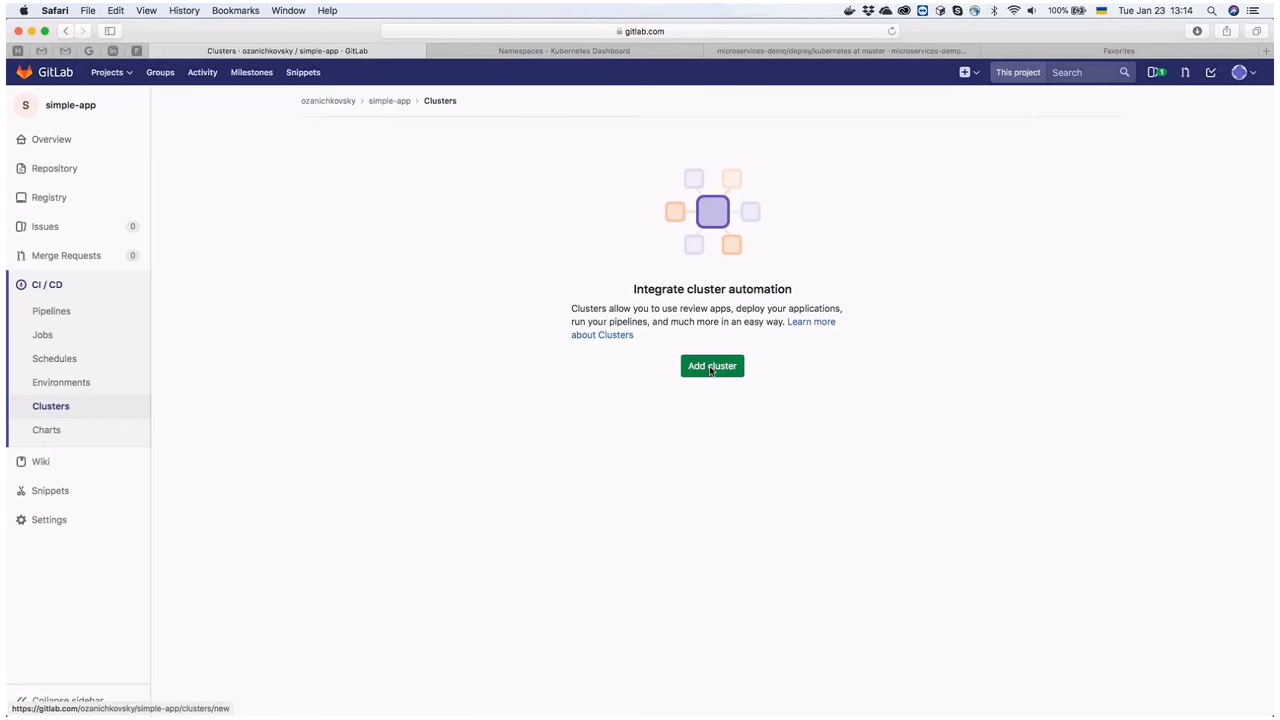 Safari File Edit View History Bookmarks Window Help 100% Tue Jan 23 13:14
gitlab.com
Clusters · ozanichkovsky / simple-app · GitLab
Namespaces - Kubernetes Dashboard
microservices-demo/deploy/kubernetes at master · microservices-demo...
Favorites
GitLab Projects Groups Activity Milestones Snippets This project Search 1
S simple-app
ozanichkovsky › simple-app › Clusters
Overview
Repository
Registry
Issues 0
Merge Requests 0
CI / CD
Pipelines
Jobs
Schedules
Environments
Clusters
Charts
Wiki
Snippets
Settings
Collapse sidebar
Integrate cluster automation
Clusters allow you to use review apps, deploy your applications,
run your pipelines, and much more in an easy way. Learn more
about Clusters
Add cluster
https://gitlab.com/ozanichkovsky/simple-app/clusters/new